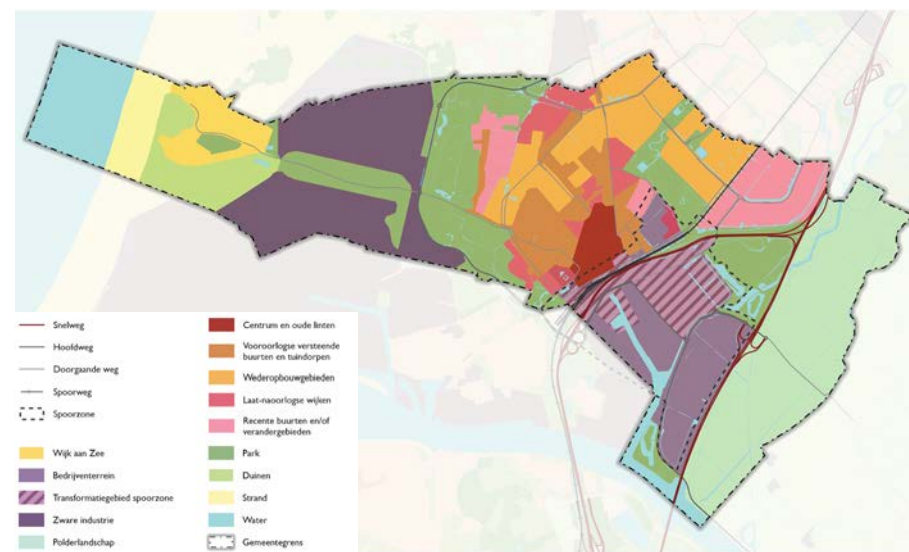 Snelweg
Hoofdweg
Doorgaande weg
Spoorweg
Spoorzone
Wijk aan Zee
Bedrijventerrein
Transformatiegebied spoorzone
Zware industrie
Polderlandschap
Centrum en oude linten
Vooroorlogse versteende
buurten en tuindorpen
Wederopbouwgebieden
Laat-naoorlogse wijken
Recente buurten en/of
verandergebieden
Park
Duinen
Strand
Water
Gemeentegrens